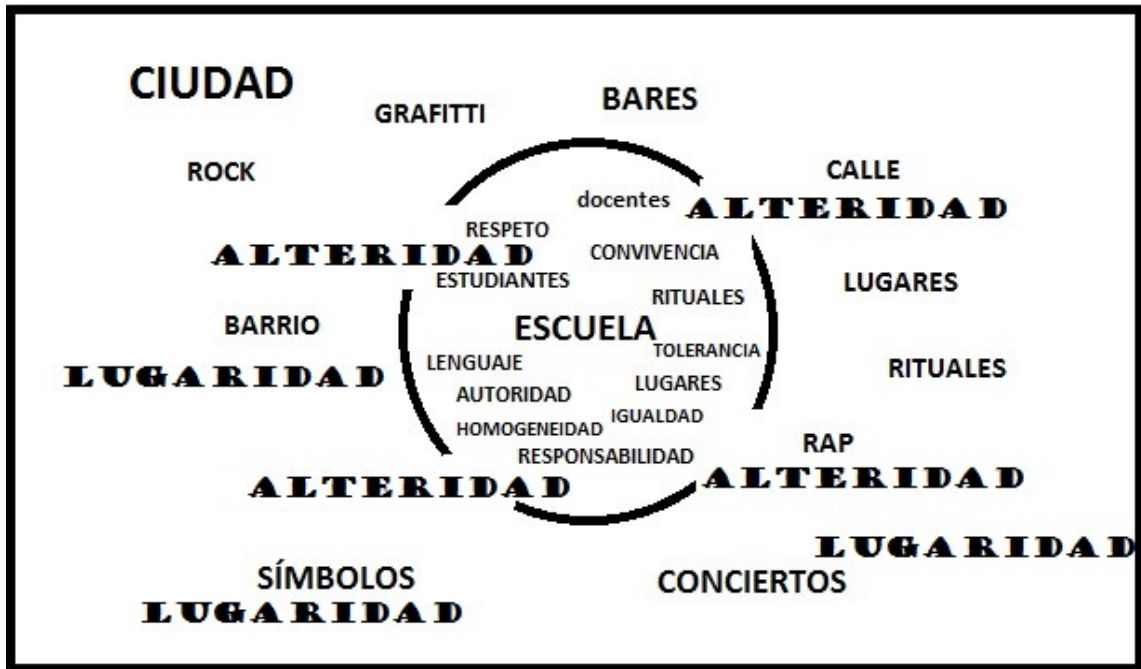 CIUDAD
GRAFITTI
BARES
ROCK
CALLE
docentes
ALTERIDAD
RESPETO
ALTERIDAD
CONVIVENCIA
ESTUDIANTES
LUGARES
RITUALES
BARRIO
ESCUELA
TOLERANCIA
LENGUAJE
RITUALES
LUGARIDAD
LUGARES
AUTORIDAD
IGUALDAD
HOMOGENEIDAD
RAP
RESPONSABILIDAD
ALTERIDAD
ALTERIDAD
LUGARIDAD
SÍMBOLOS
CONCIERTOS
LUGARIDAD